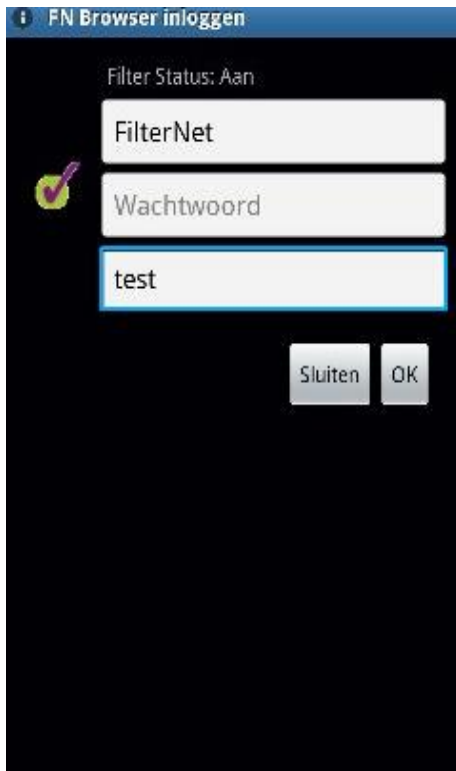 FN Browser inloggen
Filter Status: Aan
FilterNet
Wachtwoord
test
Sluiten OK